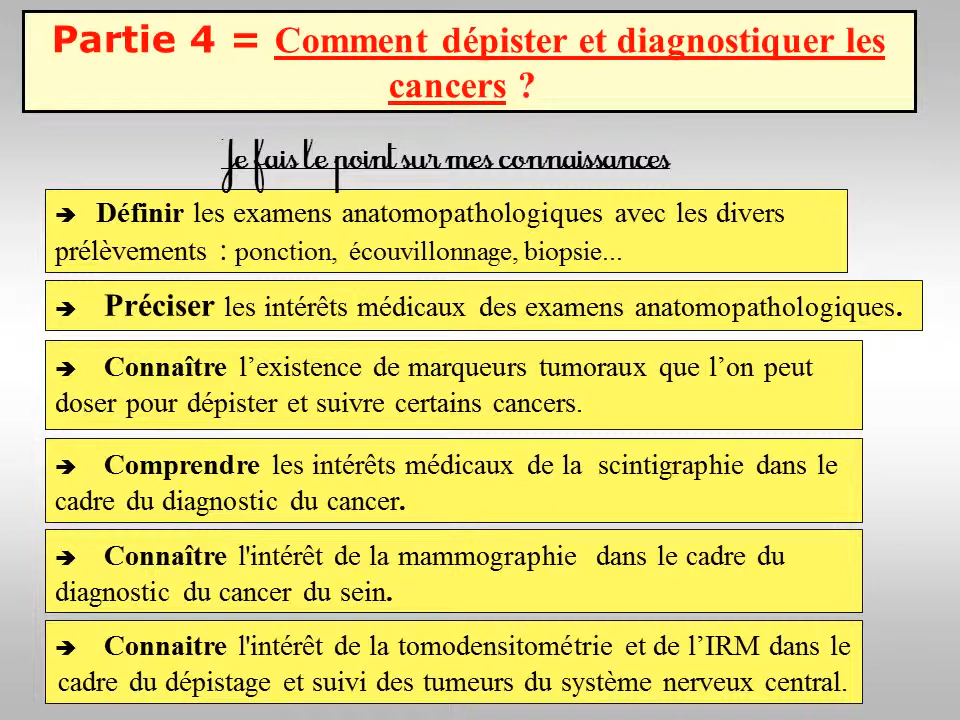 Partie 4 = Comment dépister et diagnostiquer les
cancers ?
Je fais le point sur mes connaissances
➔ Définir les examens anatomopathologiques avec les divers
prélèvements : ponction, écouvillonnage, biopsie...
➔ Préciser les intérêts médicaux des examens anatomopathologiques.
➔ Connaître l’existence de marqueurs tumoraux que l’on peut
doser pour dépister et suivre certains cancers.
➔ Comprendre les intérêts médicaux de la scintigraphie dans le
cadre du diagnostic du cancer.
➔ Connaître l'intérêt de la mammographie dans le cadre du
diagnostic du cancer du sein.
➔ Connaitre l'intérêt de la tomodensitométrie et de l’IRM dans le
cadre du dépistage et suivi des tumeurs du système nerveux central.